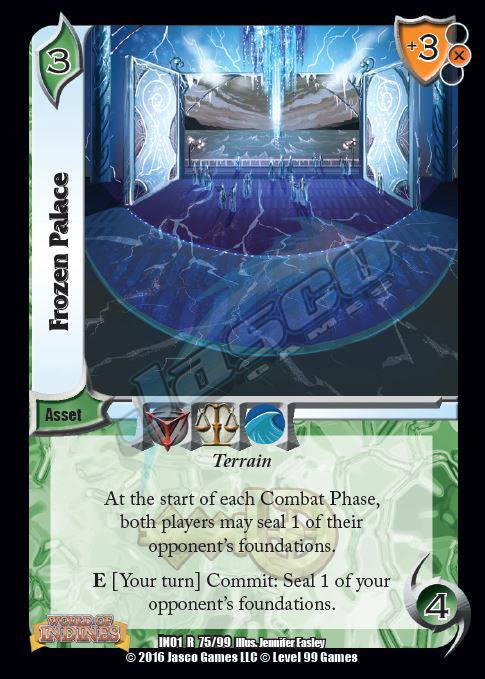 3
+3
Frozen Palace
Jasco
GAMES
Asset
Terrain
At the start of each Combat Phase,
both players may seal 1 of their
opponent's foundations.
E [Your turn] Commit: Seal 1 of your
opponent's foundations.
4
WORLD OF
INDINES
IN01 R 75/99 Illus. Jennifer Easley
© 2016 Jasco Games LLC © Level 99 Games